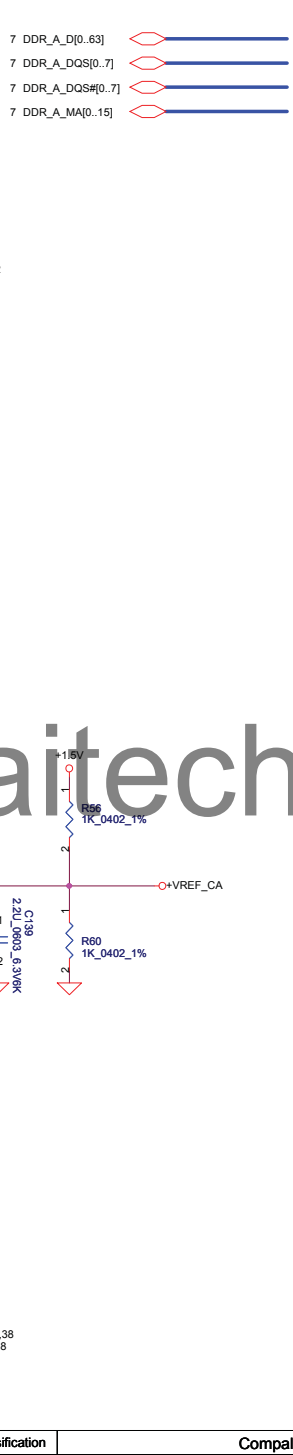 7 DDR_A_D[0..63]
7 DDR_A_DQS[0..7]
7 DDR_A_DQS#[0..7]
7 DDR_A_MA[0..15]
aitech
+1.5V
1
R56
1K_0402_1%
2
+VREF_CA
1
R60
1K_0402_1%
2
C139
2.2U_0603_6.3V6K
,38
8
sification
Compal